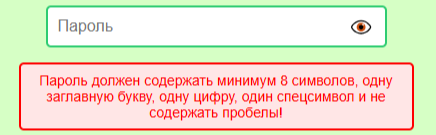 Пароль
Пароль должен содержать минимум 8 символов, одну
заглавную букву, одну цифру, один спецсимвол и не
содержать пробелы!